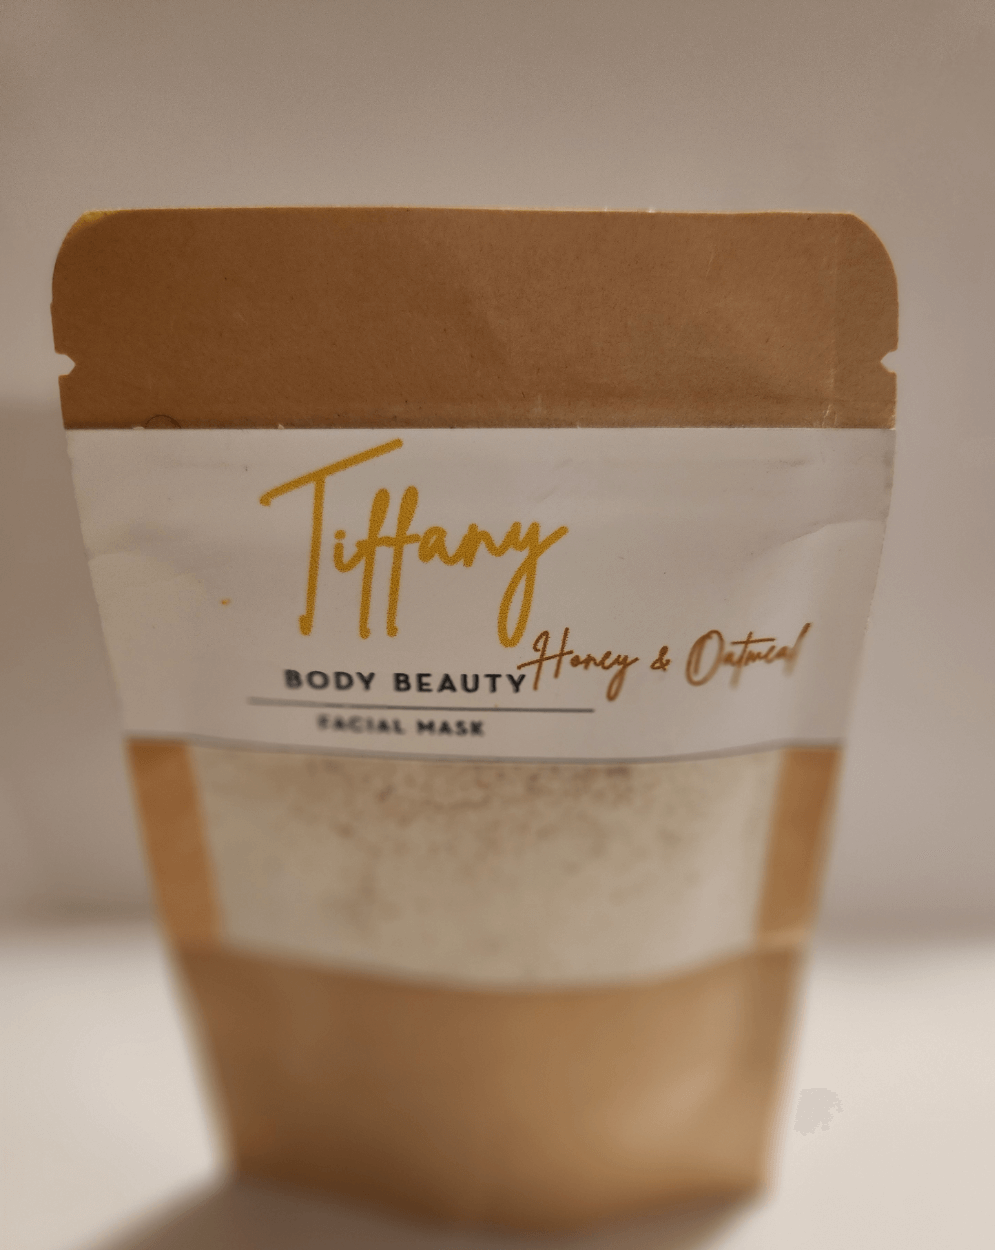 Tiffany
Honey & Oatmeal
BODY BEAUTY
FACIAL MASK